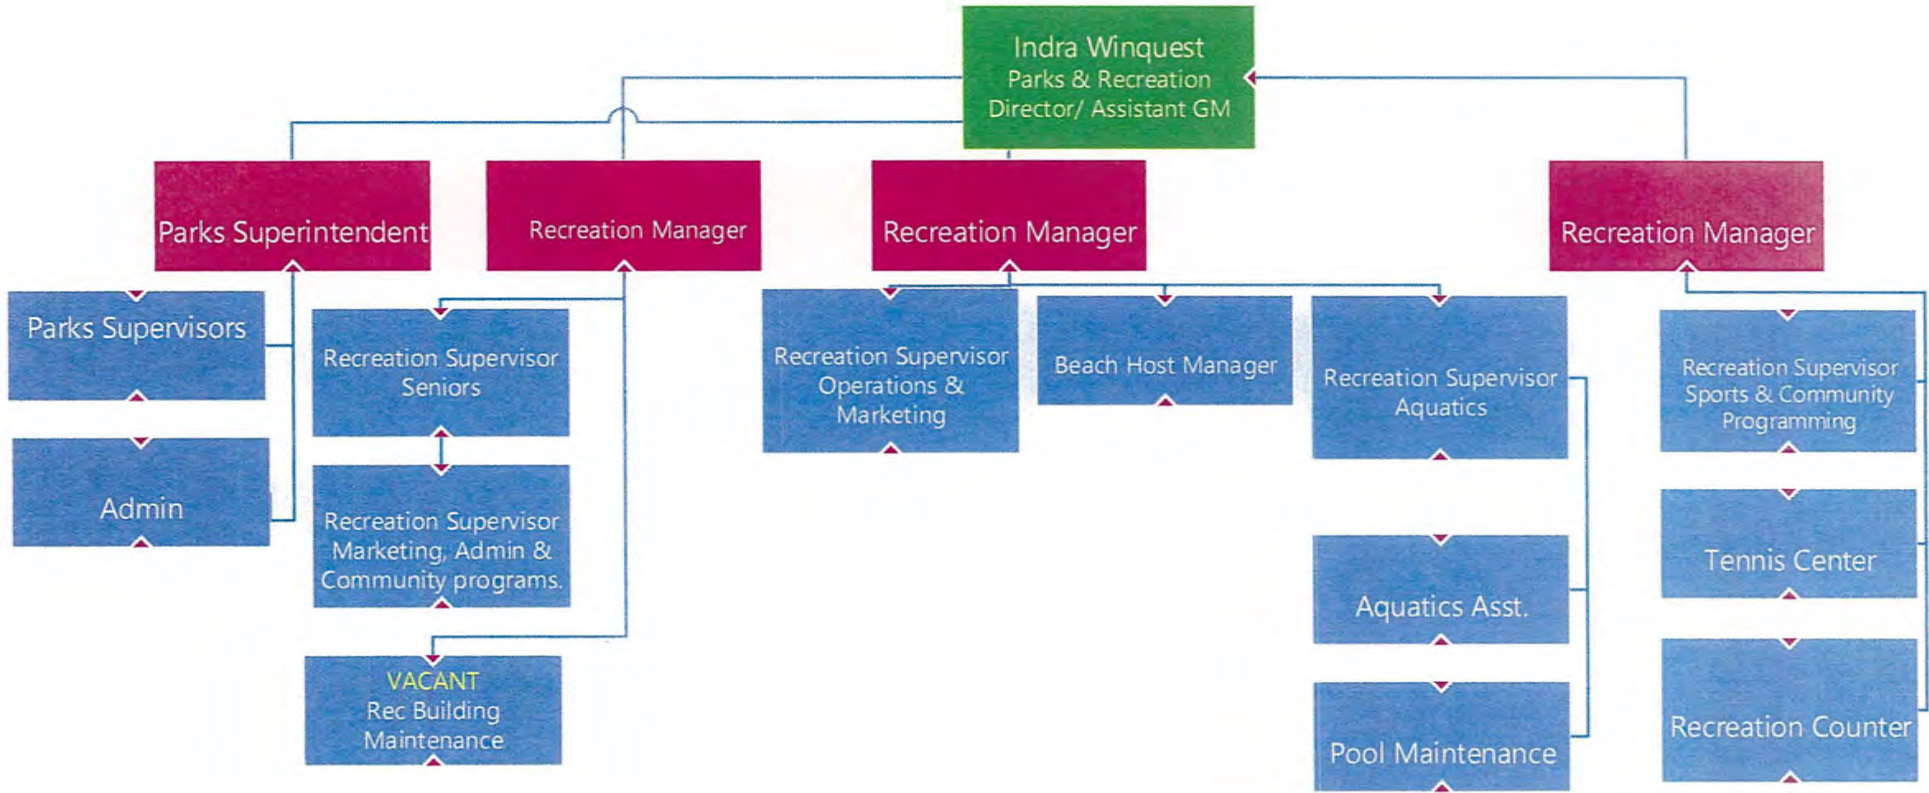 Indra Winquest
Parks & Recreation
Director/ Assistant GM
Parks Superintendent
Recreation Manager
Recreation Manager
Recreation Manager
Parks Supervisors
Admin
Recreation Supervisor
Seniors
Recreation Supervisor
Marketing, Admin &
Community programs.
VACANT
Rec Building
Maintenance
Recreation Supervisor
Operations &
Marketing
Beach Host Manager
Recreation Supervisor
Aquatics
Aquatics Asst.
Pool Maintenance
Recreation Supervisor
Sports & Community
Programming
Tennis Center
Recreation Counter